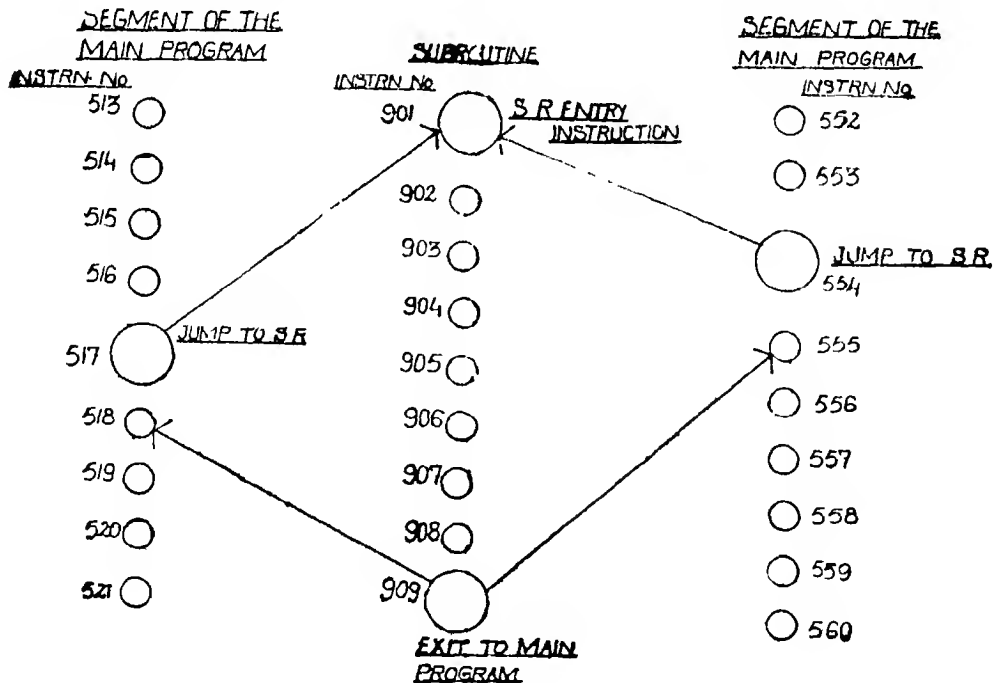 SEGMENT OF THE
MAIN PROGRAM
INSTRN. No
513
514
515
516
517
JUMP TO S R
518
519
520
521
SUBRCUTINE
INSTRN No
901
S R ENTRY
INSTRUCTION
902
903
904
905
906
907
908
909
EXIT TO MAIN
PROGRAM
SEGMENT OF THE
MAIN PROGRAM
INSTRN No
552
553
JUMP TO S R
554
555
556
557
558
559
560